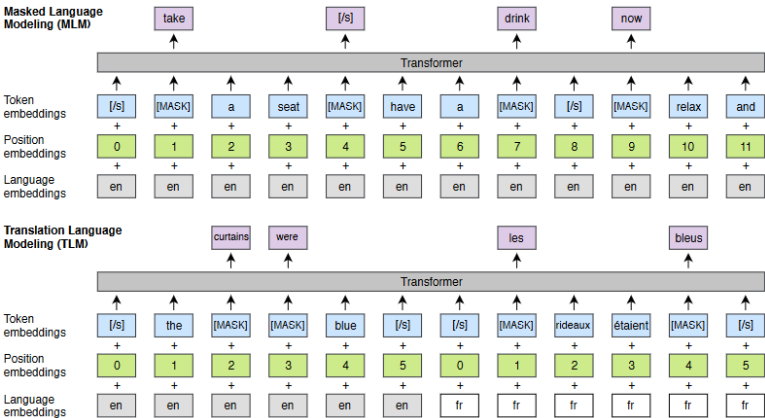 Masked Language
Modeling (MLM)
take [/s] drink now
Transformer
Token
embeddings
[/s] [MASK] a seat [MASK] have a [MASK] [/s] [MASK] relax and
+ + + + + + + + + + + +
Position
embeddings
0 1 2 3 4 5 6 7 8 9 10 11
+ + + + + + + + + + + +
Language
embeddings
en en en en en en en en en en en en
Translation Language
Modeling (TLM)
curtains were les bleus
Transformer
Token
embeddings
[/s] the [MASK] [MASK] blue [/s] [/s] [MASK] rideaux étaient [MASK] [/s]
+ + + + + + + + + + + +
Position
embeddings
0 1 2 3 4 5 0 1 2 3 4 5
+ + + + + + + + + + + +
Language
embeddings
en en en en en en fr fr fr fr fr fr